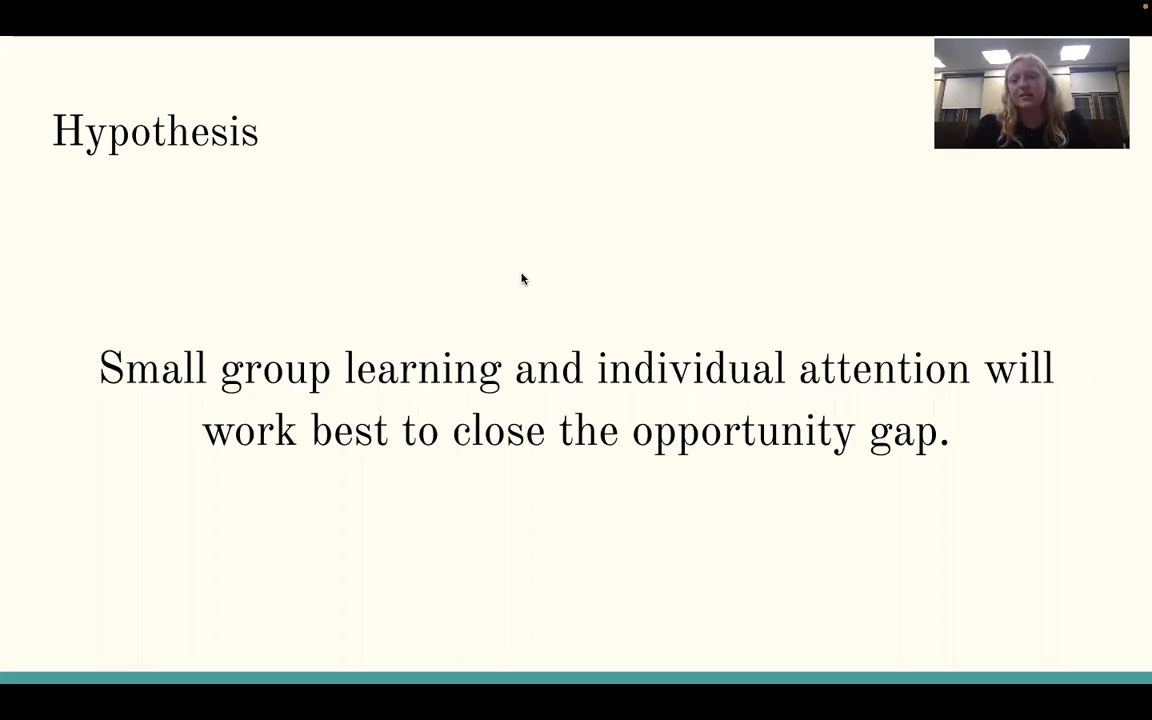 Hypothesis
Small group learning and individual attention will
work best to close the opportunity gap.